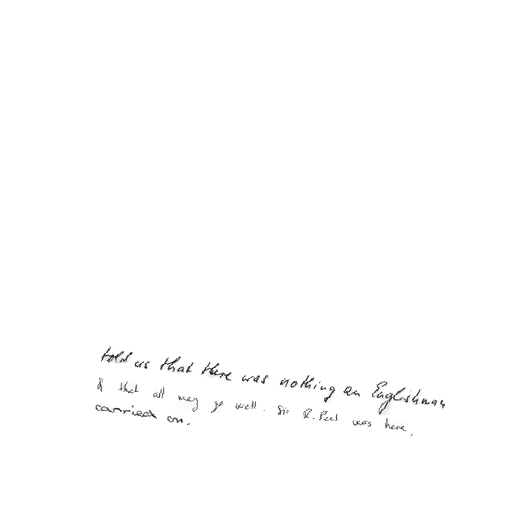 told us that there was nothing an Englishman
& that all may go well. Sir R. Peel was here,
carried on.